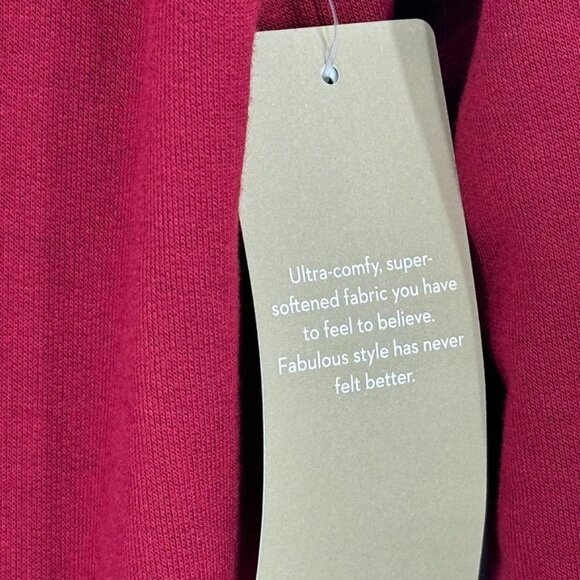 Ultra-comfy, super-
softened fabric you have
to feel to believe.
Fabulous style has never
felt better.